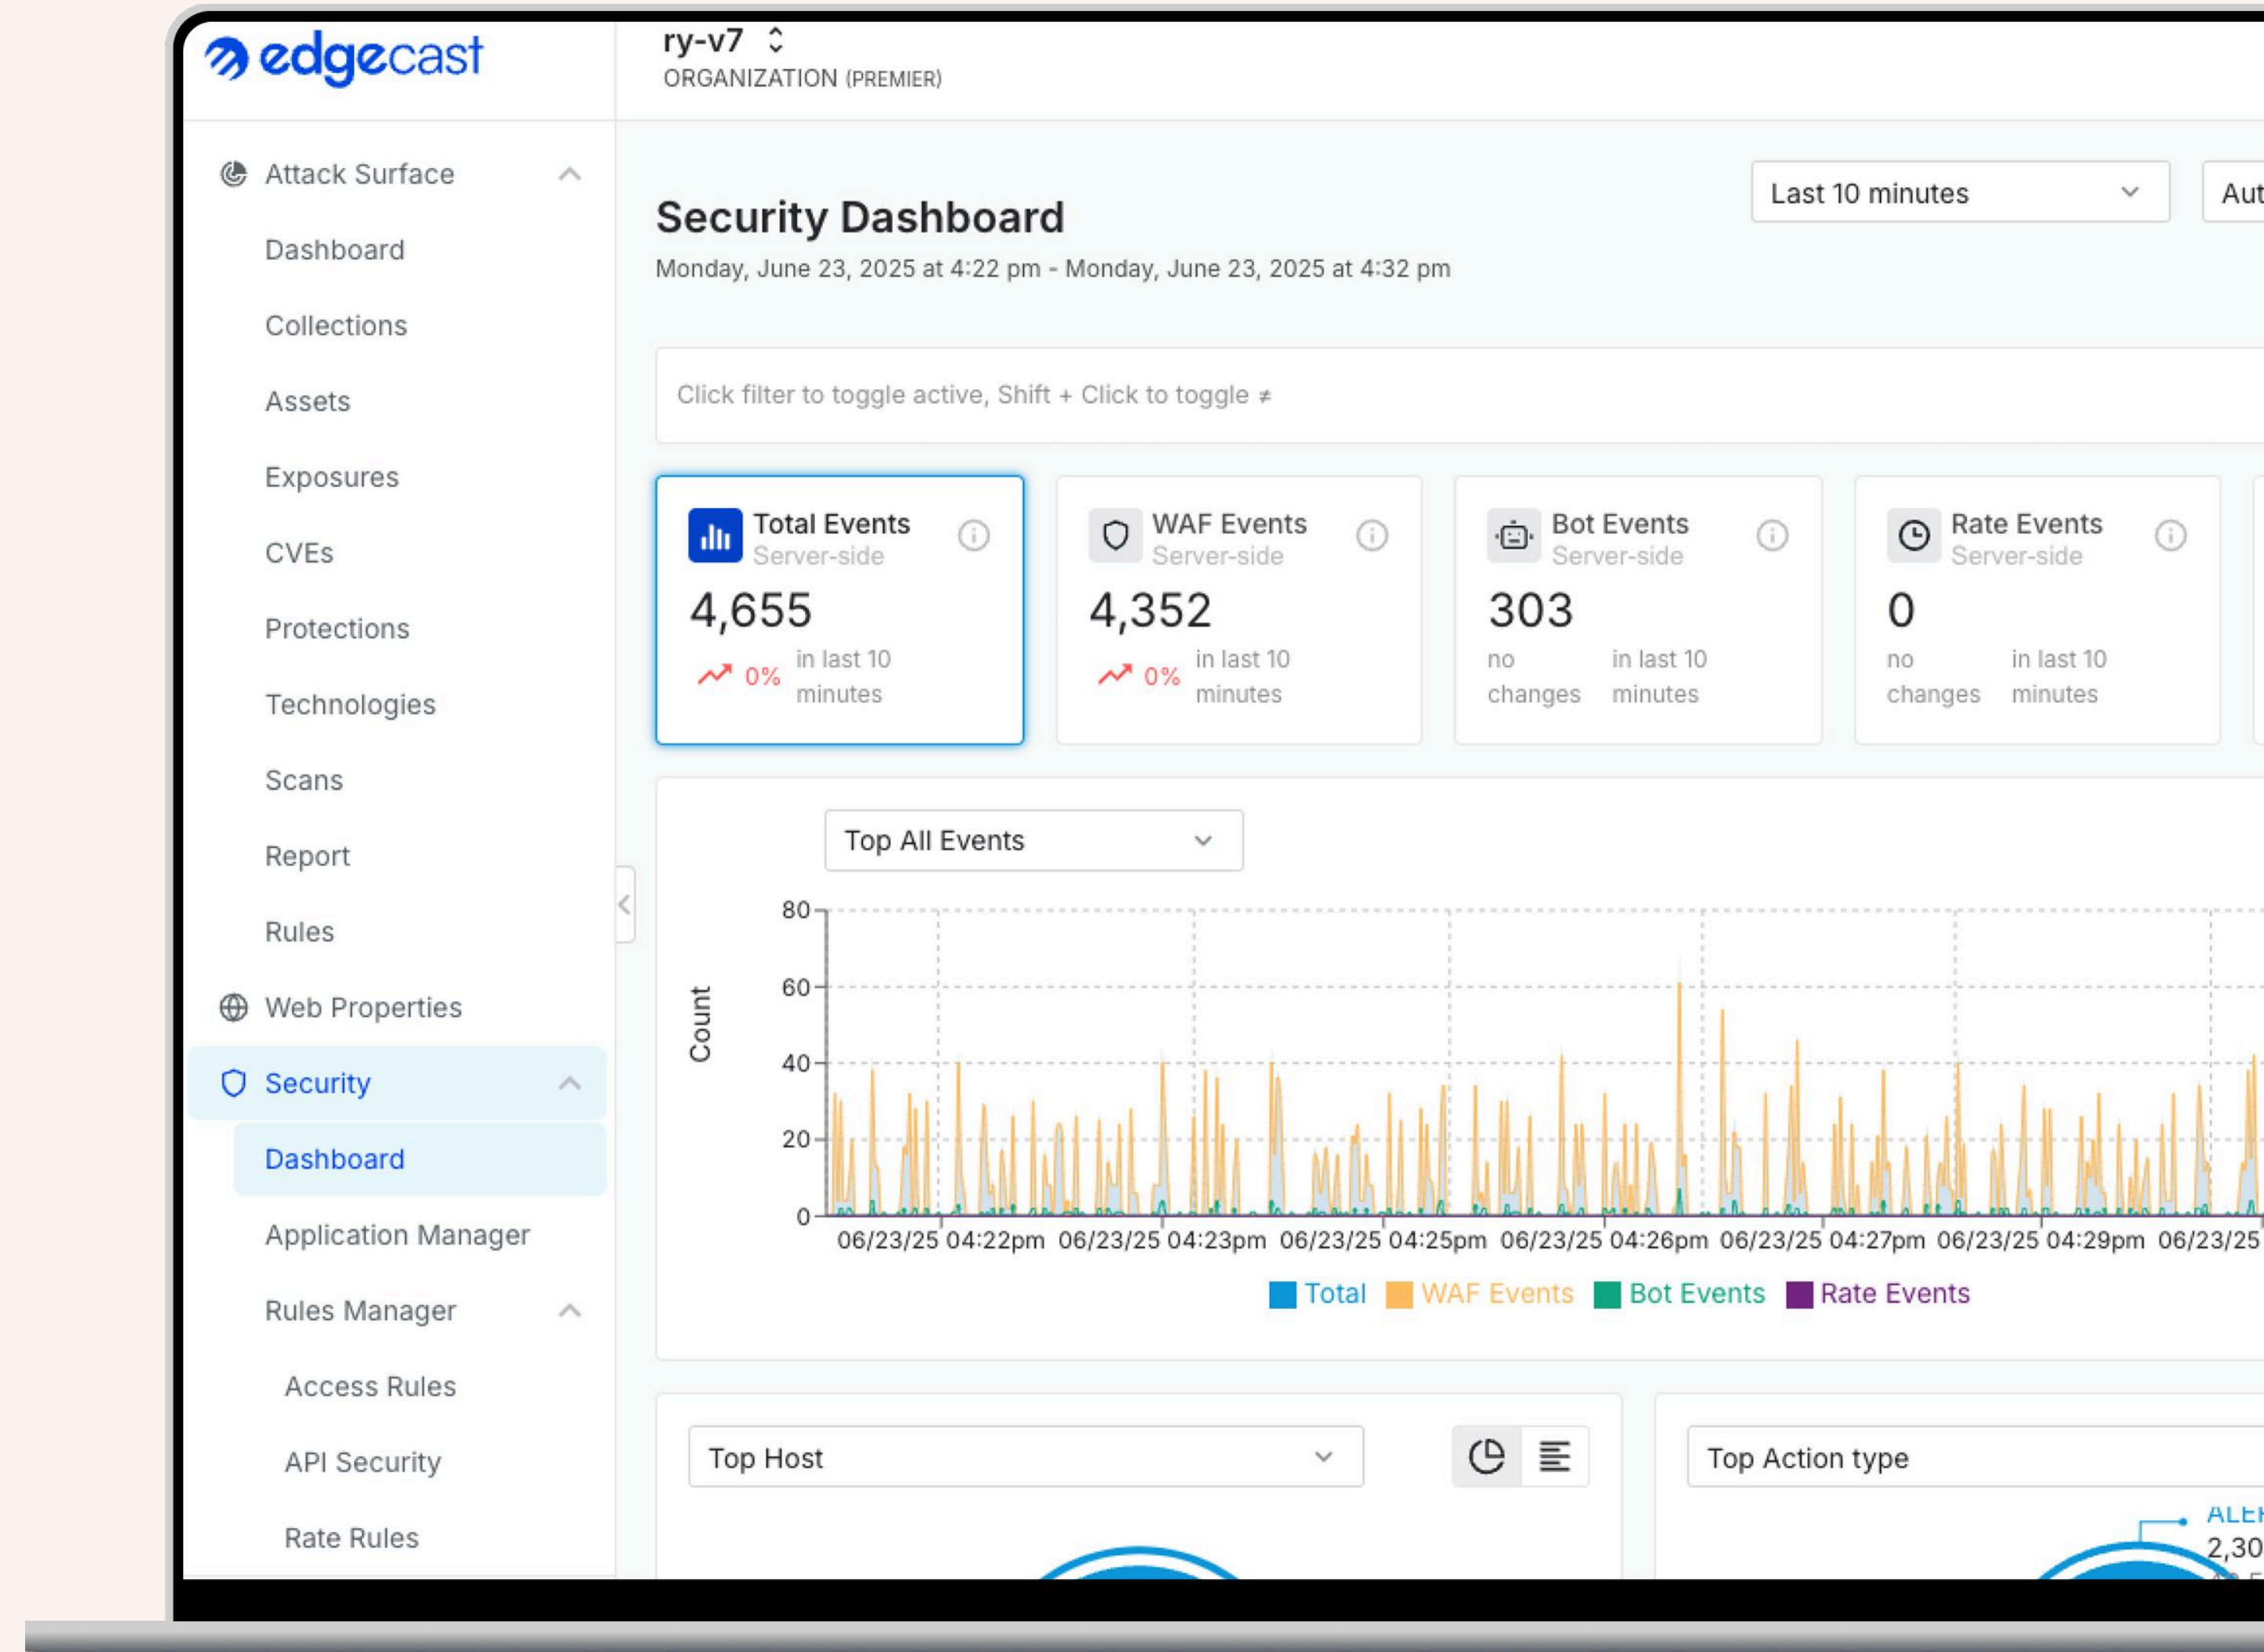 edgecast
ry-v7
ORGANIZATION (PREMIER)
Attack Surface
Dashboard
Collections
Assets
Exposures
CVEs
Protections
Technologies
Scans
Report
Rules
Web Properties
Security
Dashboard
Application Manager
Rules Manager
Access Rules
API Security
Rate Rules
Security Dashboard
Monday, June 23, 2025 at 4:22 pm - Monday, June 23, 2025 at 4:32 pm
Last 10 minutes
Aut
Click filter to toggle active, Shift + Click to toggle ≠
Total Events
Server-side
4,655
0% in last 10
minutes
WAF Events
Server-side
4,352
0% in last 10
minutes
Bot Events
Server-side
303
no in last 10
changes minutes
Rate Events
Server-side
0
no in last 10
changes minutes
Top All Events
Count
80
60
40
20
0
06/23/25 04:22pm 06/23/25 04:23pm 06/23/25 04:25pm 06/23/25 04:26pm 06/23/25 04:27pm 06/23/25 04:29pm 06/23/25
Total WAF Events Bot Events Rate Events
Top Host
Top Action type
2,30